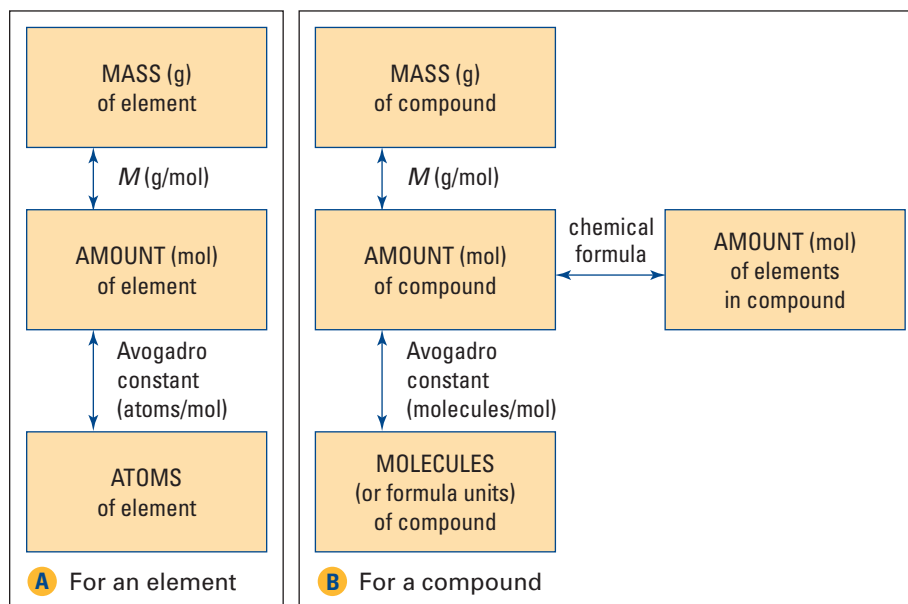 MASS (g)
of element
M (g/mol)
AMOUNT (mol)
of element
Avogadro
constant
(atoms/mol)
ATOMS
of element
A For an element
MASS (g)
of compound
M (g/mol)
AMOUNT (mol)
of compound
chemical
formula
AMOUNT (mol)
of elements
in compound
Avogadro
constant
(molecules/mol)
MOLECULES
(or formula units)
of compound
B For a compound